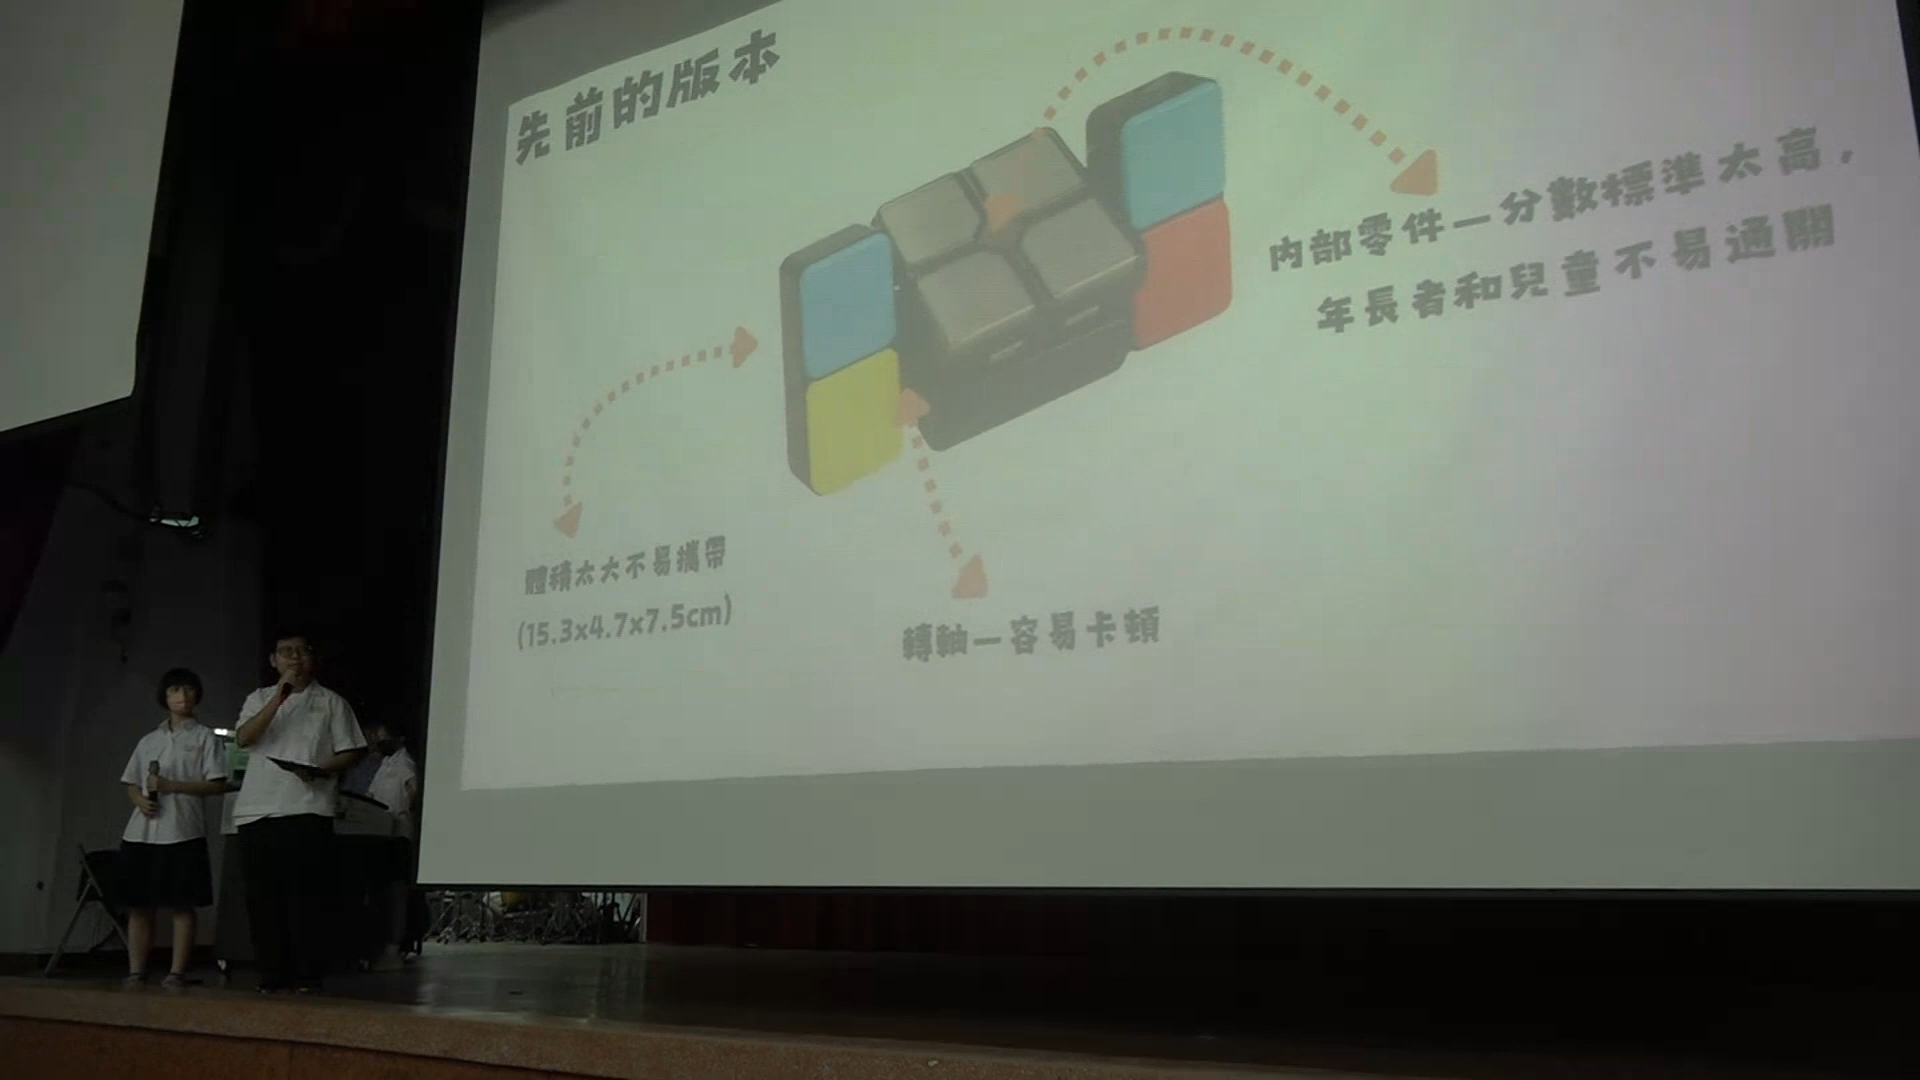 先前的版本
內部零件—分數標準太高，
年長者和兒童不易通關
體積太大不易攜帶
(15.3x4.7x7.5cm)
轉軸—容易卡頓